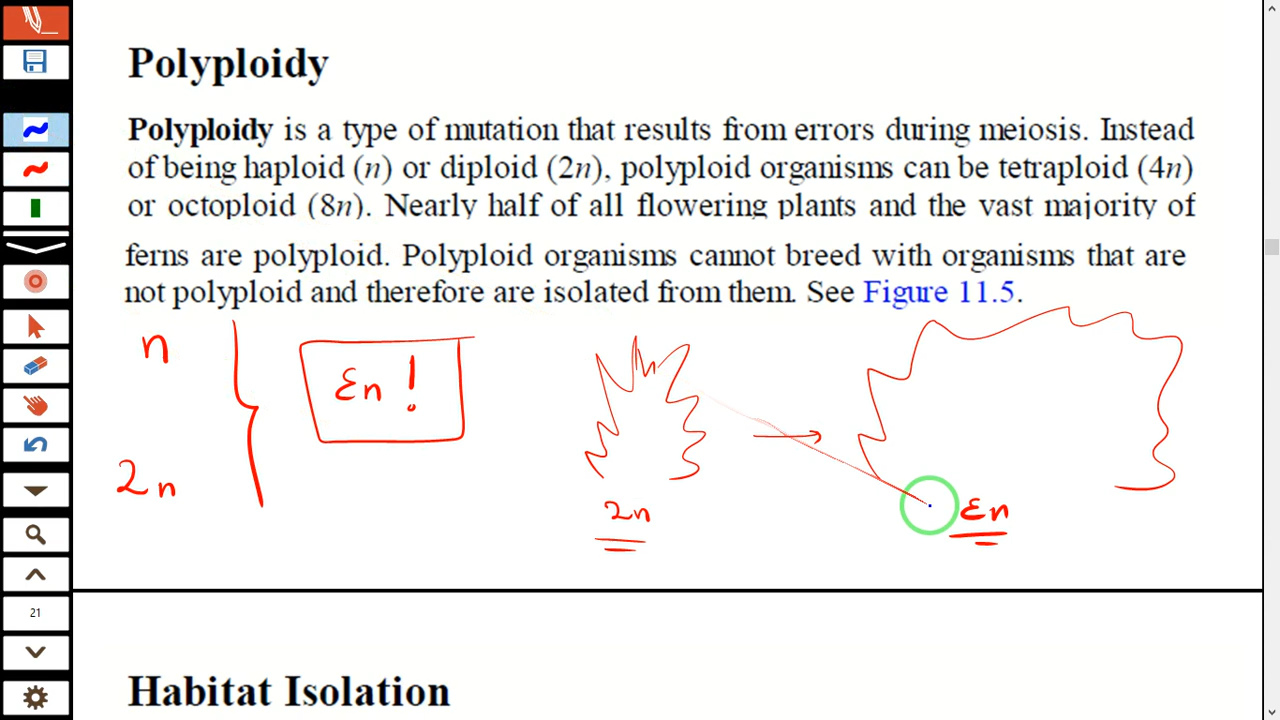 Polyploidy
Polyploidy is a type of mutation that results from errors during meiosis. Instead
of being haploid (n) or diploid (2n), polyploid organisms can be tetraploid (4n)
or octoploid (8n). Nearly half of all flowering plants and the vast majority of
ferns are polyploid. Polyploid organisms cannot breed with organisms that are
not polyploid and therefore are isolated from them. See Figure 11.5.
n
εn !
2n
2n
εn
21
Habitat Isolation